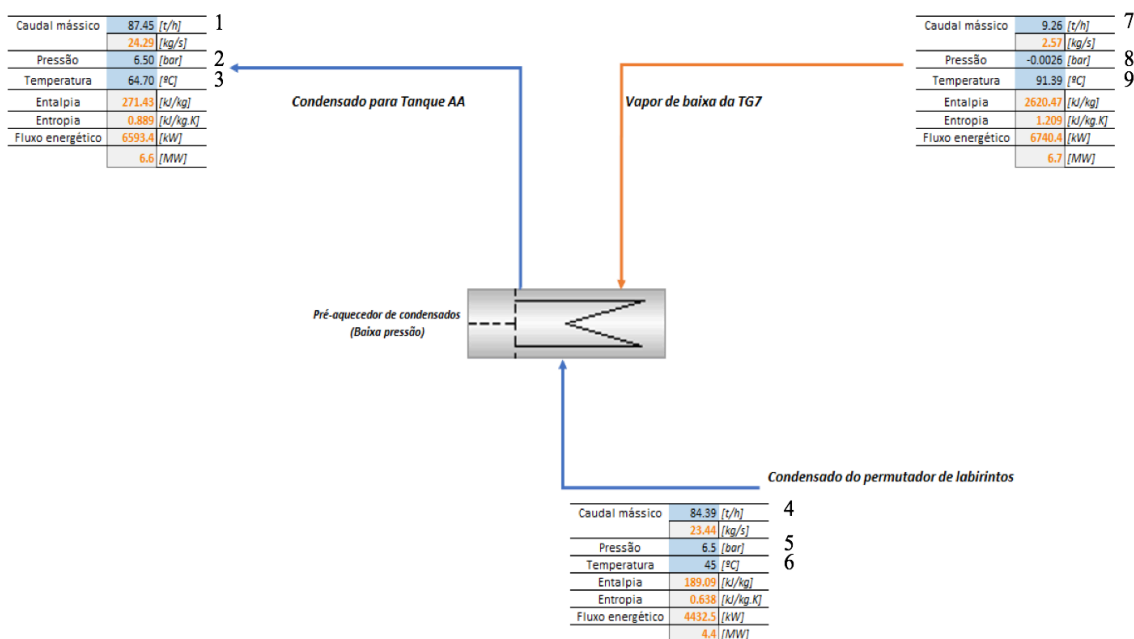 Caudal mássico 87.45 [t/h] 1
24.29 [kg/s]
Pressão 6.50 [bar] 2
Temperatura 64.70 [ºC] 3
Entalpia 271.43 [kJ/kg]
Entropia 0.889 [kJ/kg.K]
Fluxo energético 6593.4 [kW]
6.6 [MW]
Condensado para Tanque AA
Vapor de baixa da TG7
Caudal mássico 9.26 [t/h] 7
2.57 [kg/s]
Pressão -0.0026 [bar] 8
Temperatura 91.39 [ºC] 9
Entalpia 2620.47 [kJ/kg]
Entropia 1.209 [kJ/kg.K]
Fluxo energético 6740.4 [kW]
6.7 [MW]
Pré-aquecedor de condensados
(Baixa pressão)
Condensado do permutador de labirintos
Caudal mássico 84.39 [t/h] 4
23.44 [kg/s]
Pressão 6.5 [bar] 5
Temperatura 45 [ºC] 6
Entalpia 189.09 [kJ/kg]
Entropia 0.638 [kJ/kg.K]
Fluxo energético 4432.5 [kW]
4.4 [MW]